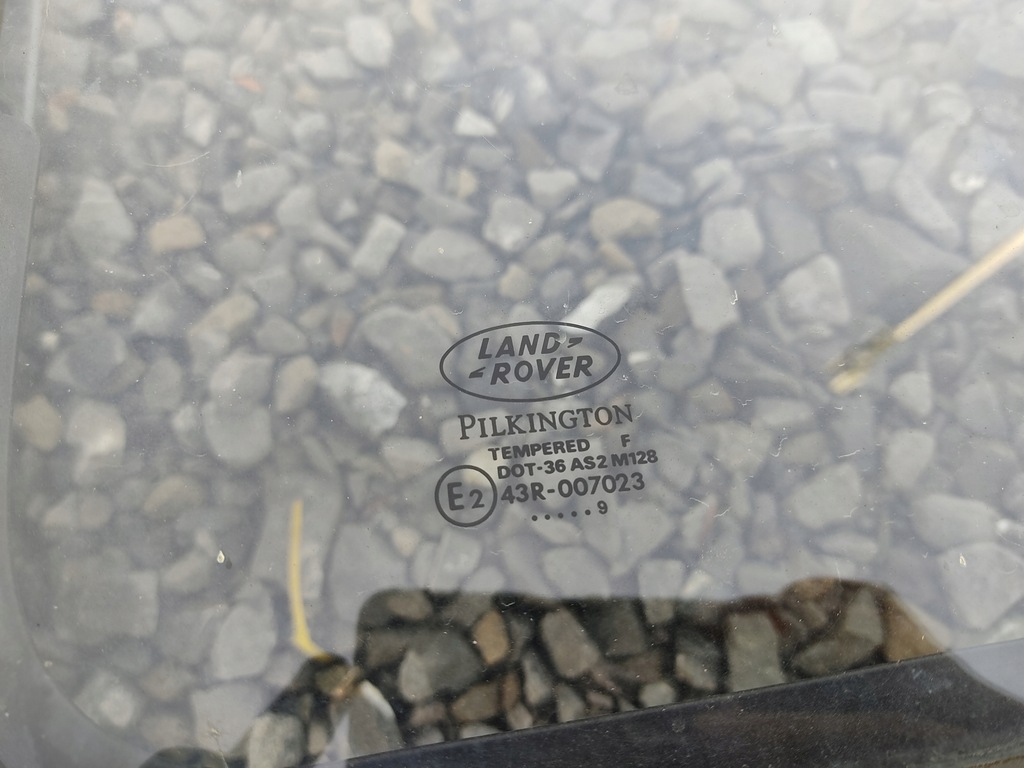 LAND
ROVER
PILKINGTON
TEMPERED F
DOT-36 AS2 M128
E2 43R-007023
.....9